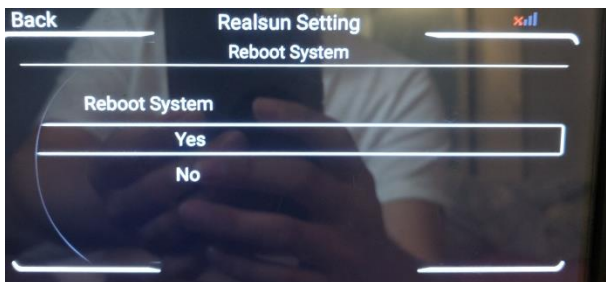 Back
Realsun Setting
Reboot System
Reboot System
Yes
No